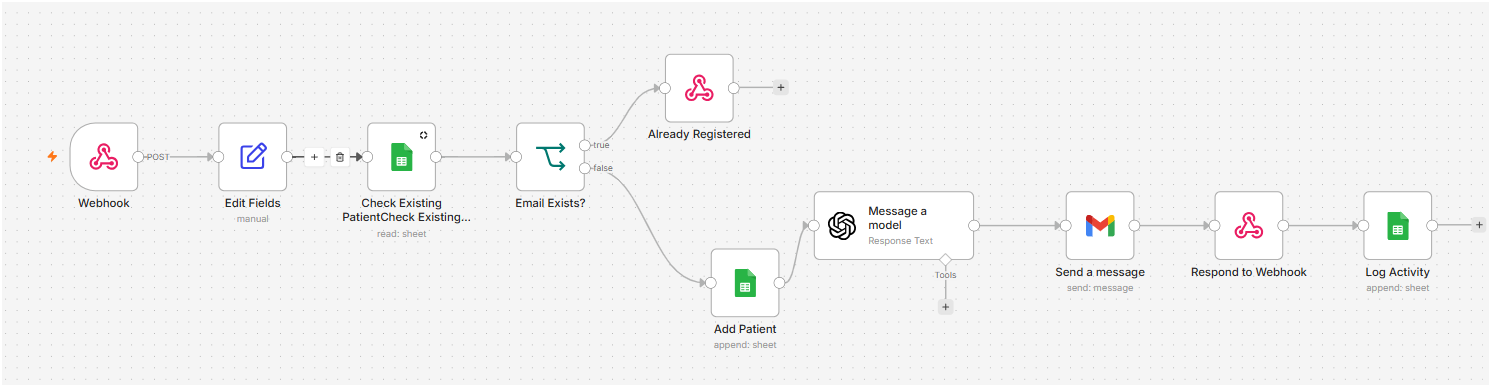 Already Registered
POST
Webhook
Edit Fields
manual
Check Existing
PatientCheck Existing...
read: sheet
true
false
Email Exists?
Add Patient
append: sheet
Message a
model
Response Text
Tools
Send a message
send: message
Respond to Webhook
Log Activity
append: sheet